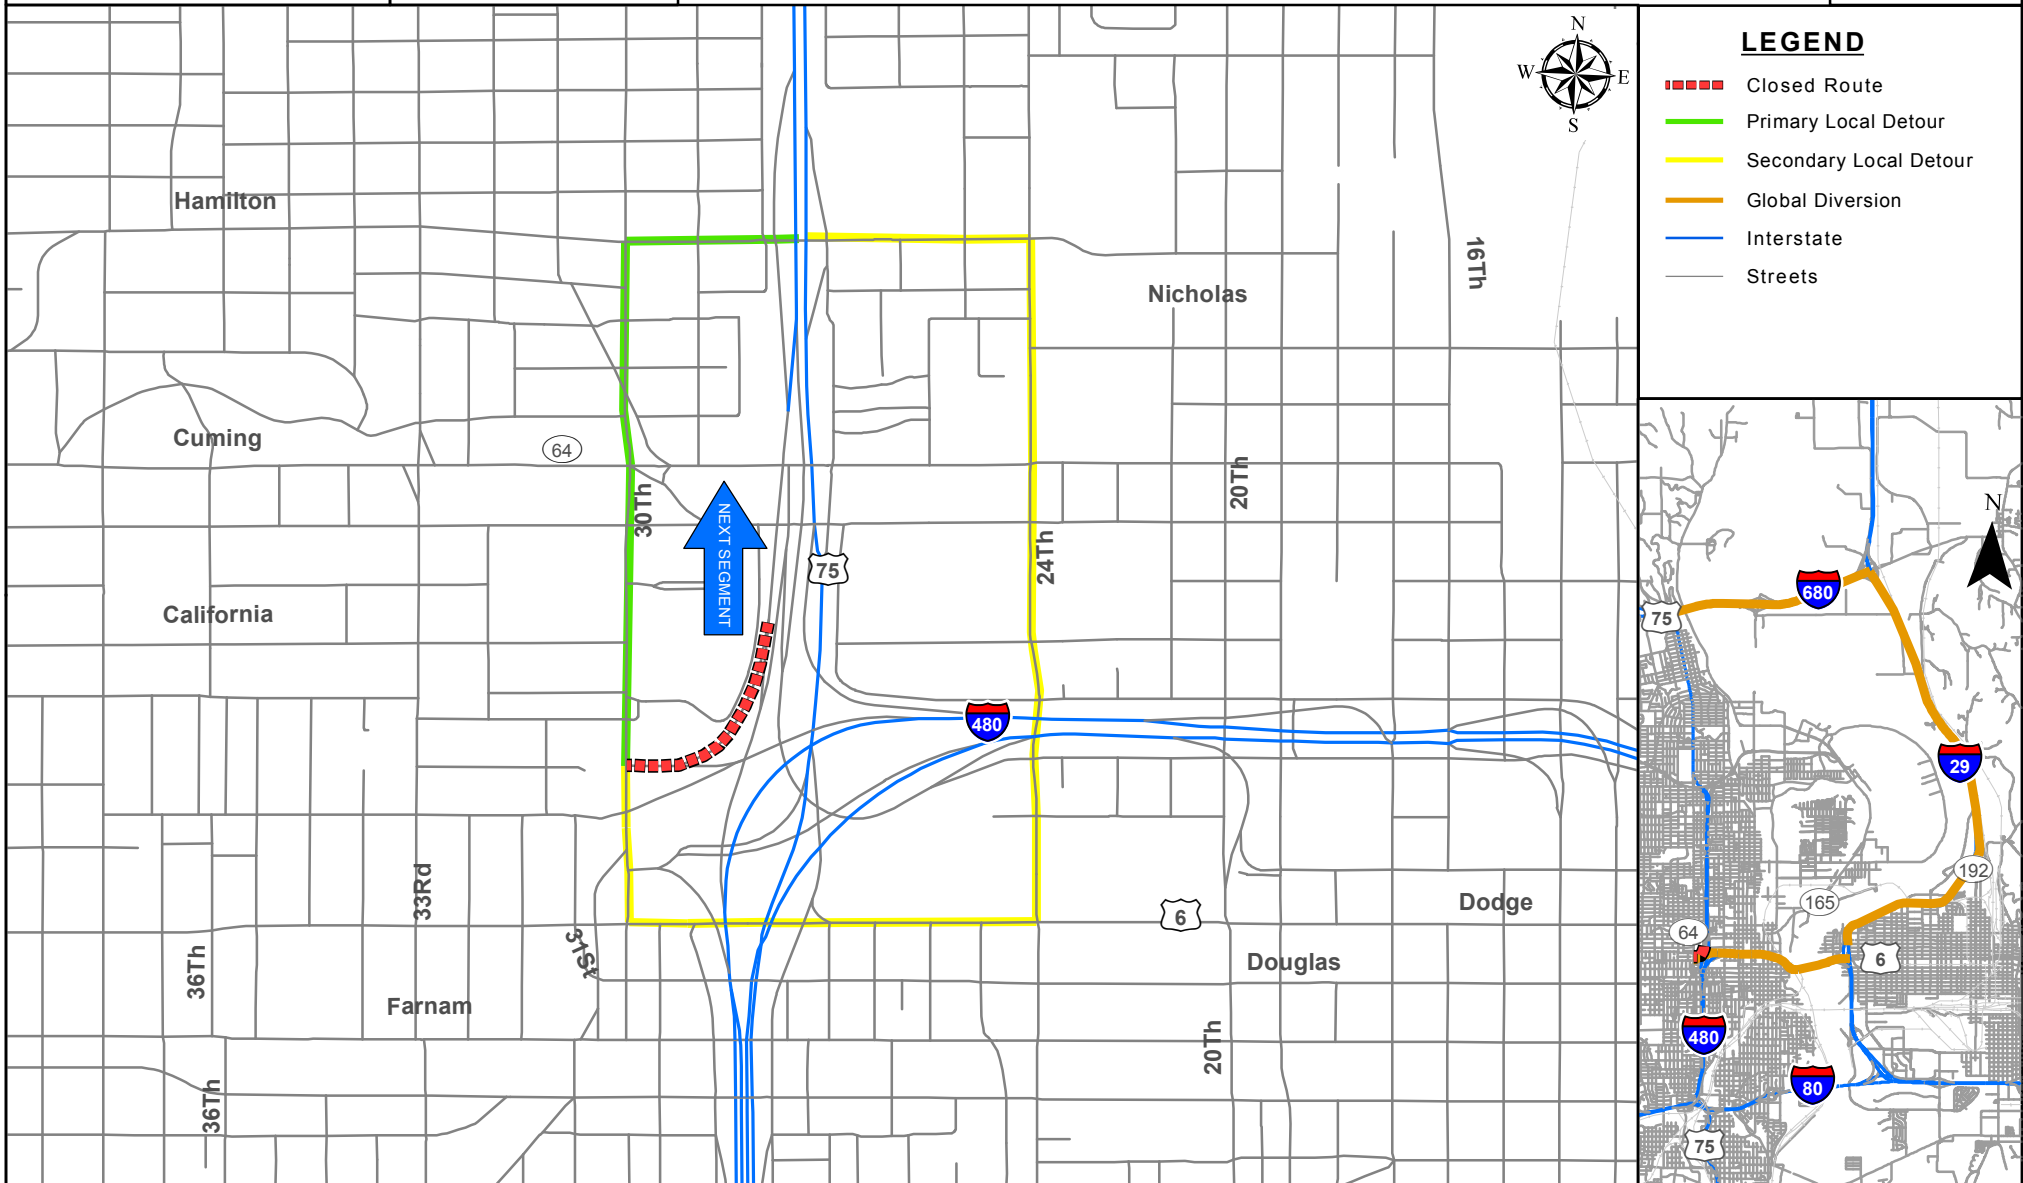 N
W
E
S
Hamilton
16Th
Nicholas
Cuming
64
30Th
20Th
NEXT SEGMENT
24Th
75
California
480
33Rd
Dodge
6
31St
36Th
Douglas
Farnam
20Th
36Th
LEGEND
Closed Route
Primary Local Detour
Secondary Local Detour
Global Diversion
Interstate
Streets
N
680
75
29
192
165
64
6
480
80
75